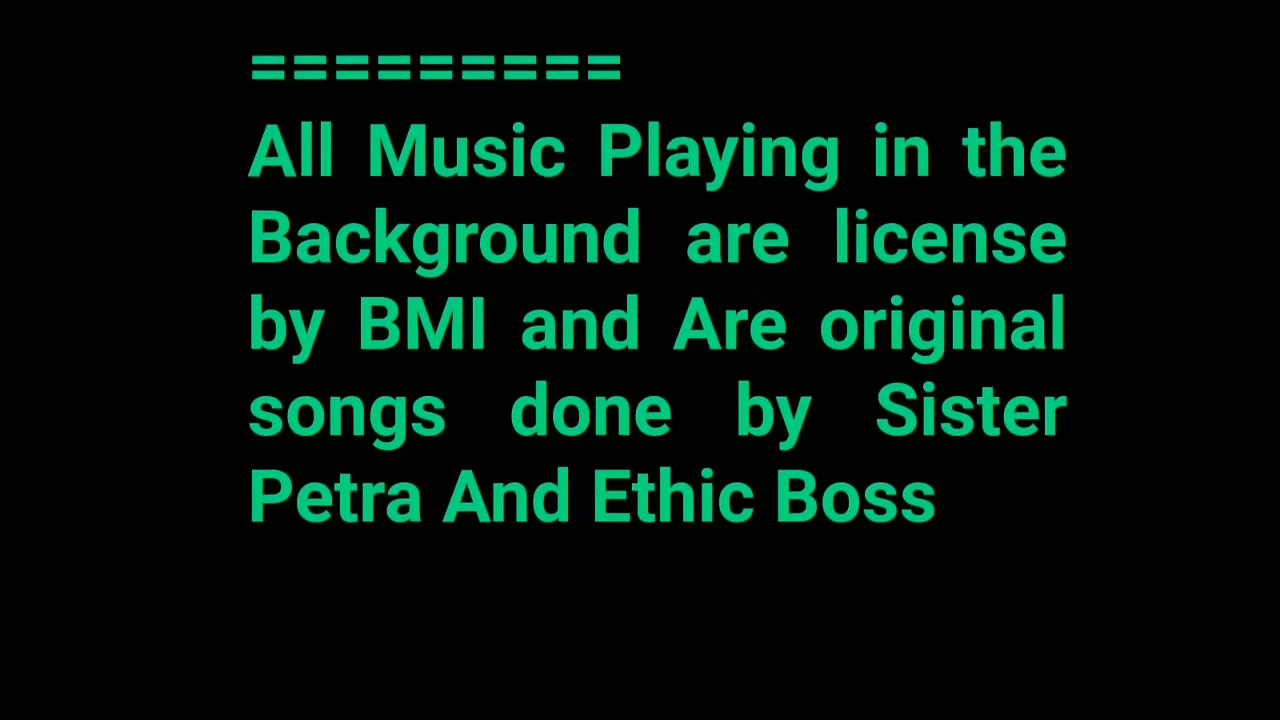 =========
All Music Playing in the
Background are license
by BMI and Are original
songs done by Sister
Petra And Ethic Boss